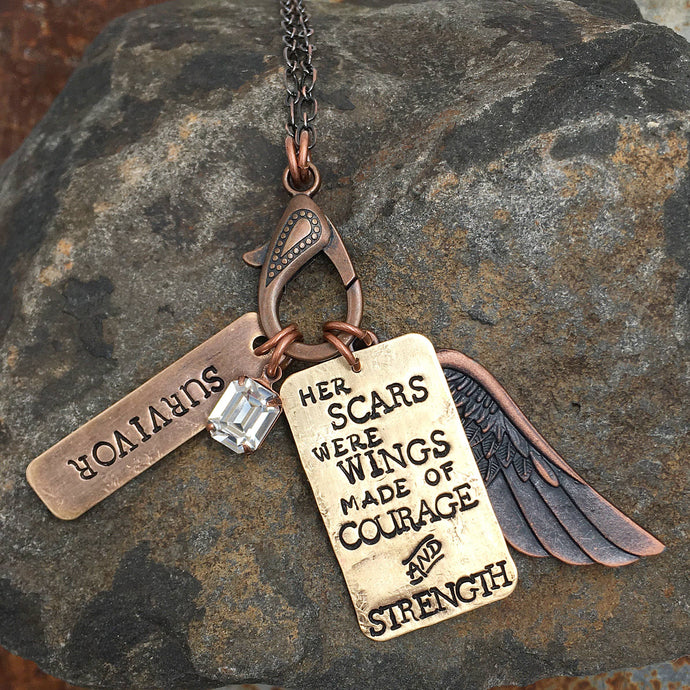 SURVIVOR
HER
SCARS
WERE
WINGS
MADE OF
COURAGE
AND
STRENGTH